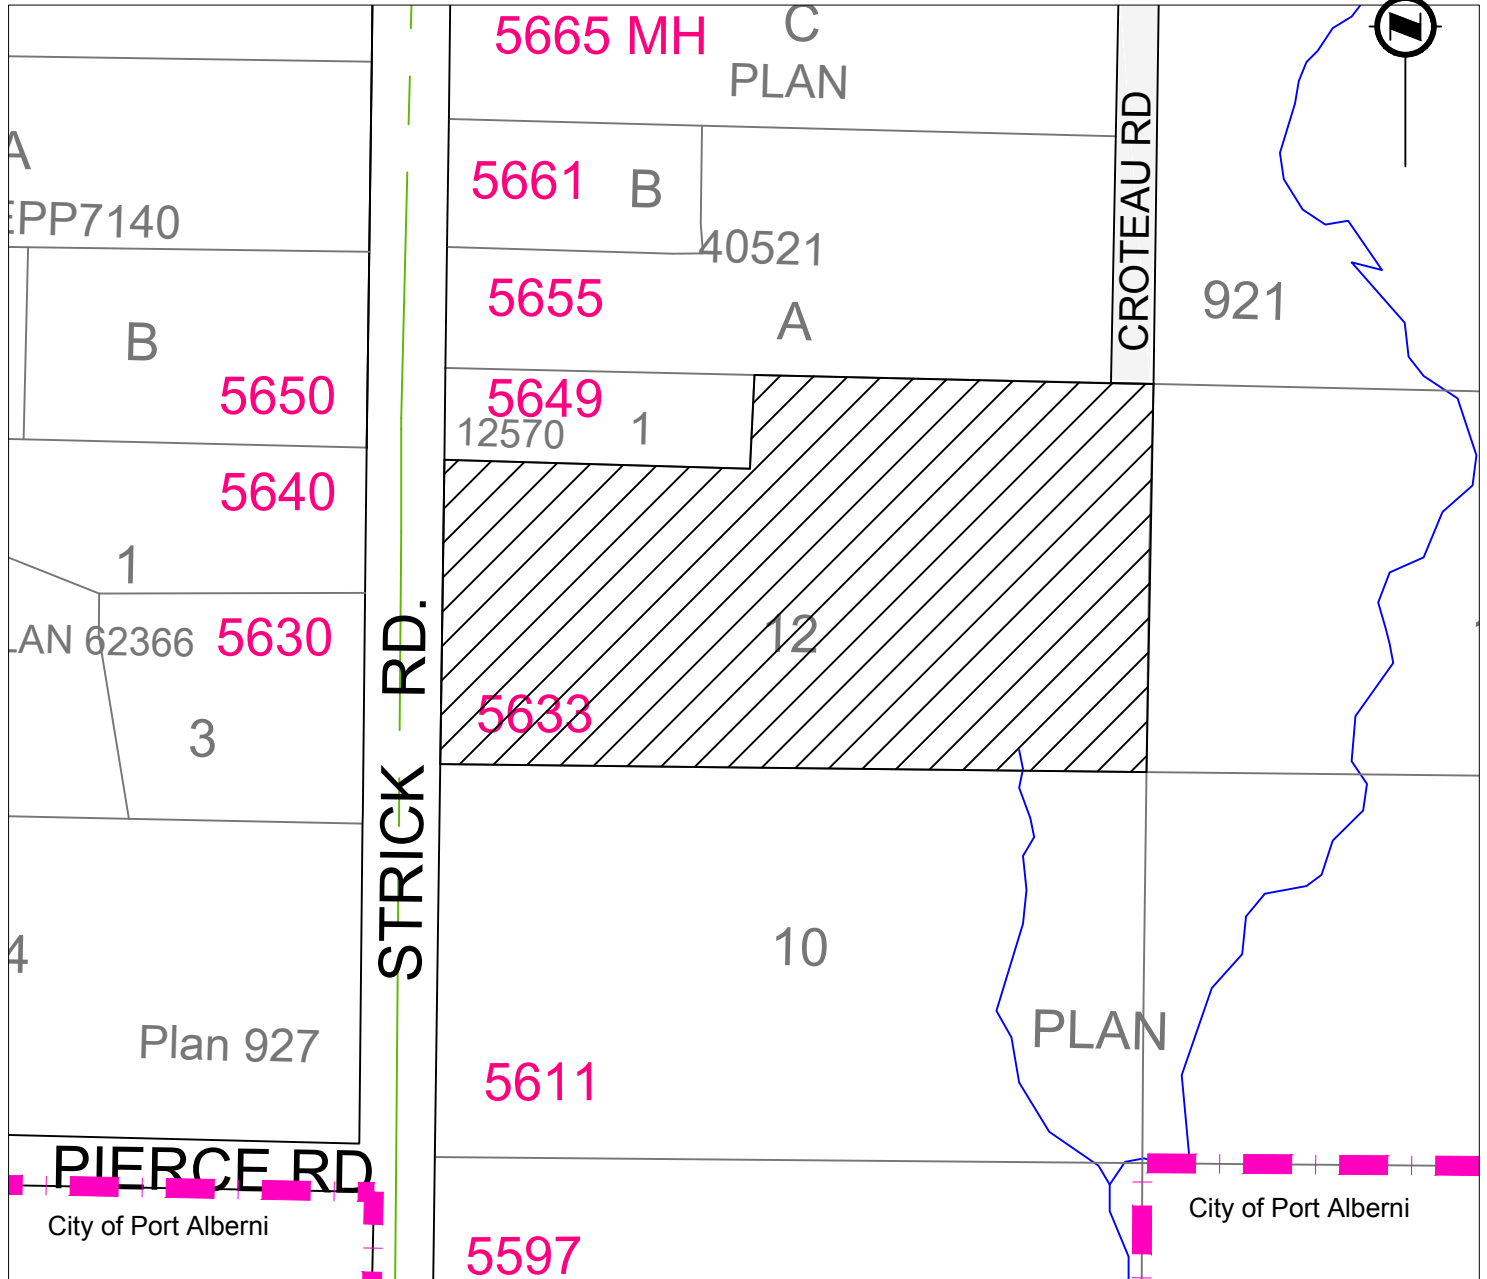 5665 MH
C
PLAN
CROTEAU RD
A
EPP7140
5661
B
40521
5655
A
921
B
5650
5649
12570
1
5640
1
LAN 62366
5630
STRICK RD.
12
5633
3
10
4
Plan 927
PLAN
5611
PIERCE RD
City of Port Alberni
City of Port Alberni
5597